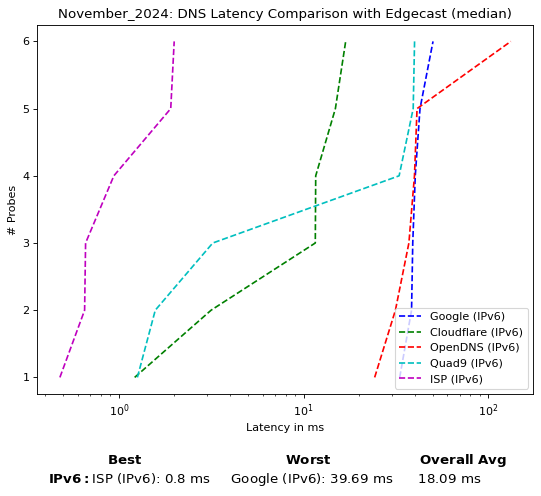 November_2024: DNS Latency Comparison with Edgecast (median)
6
5
4
3
2
1
# Probes
Google (IPv6)
Cloudflare (IPv6)
OpenDNS (IPv6)
Quad9 (IPv6)
ISP (IPv6)
10⁰ 10¹ 10²
Latency in ms
Best Worst Overall Avg
IPv6: ISP (IPv6): 0.8 ms Google (IPv6): 39.69 ms 18.09 ms